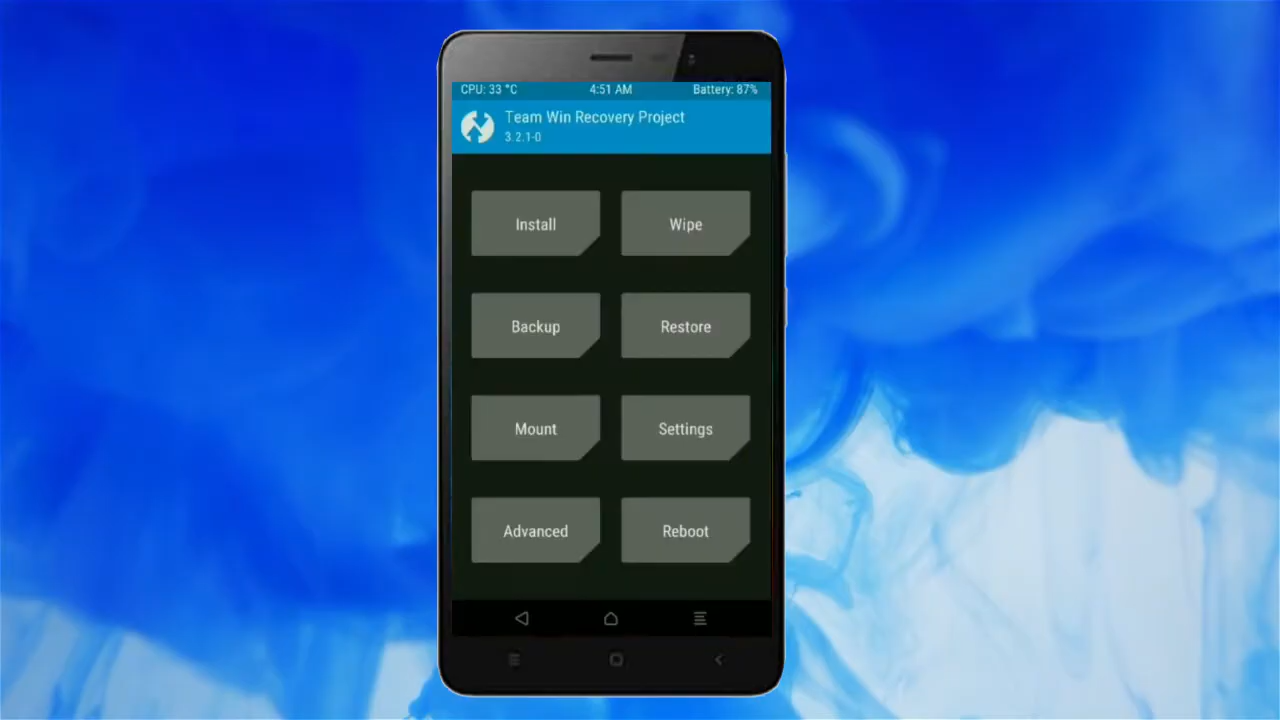 CPU: 33 °C 4:51 AM Battery: 87%
Team Win Recovery Project
3.2.1-0
Install Wipe
Backup Restore
Mount Settings
Advanced Reboot